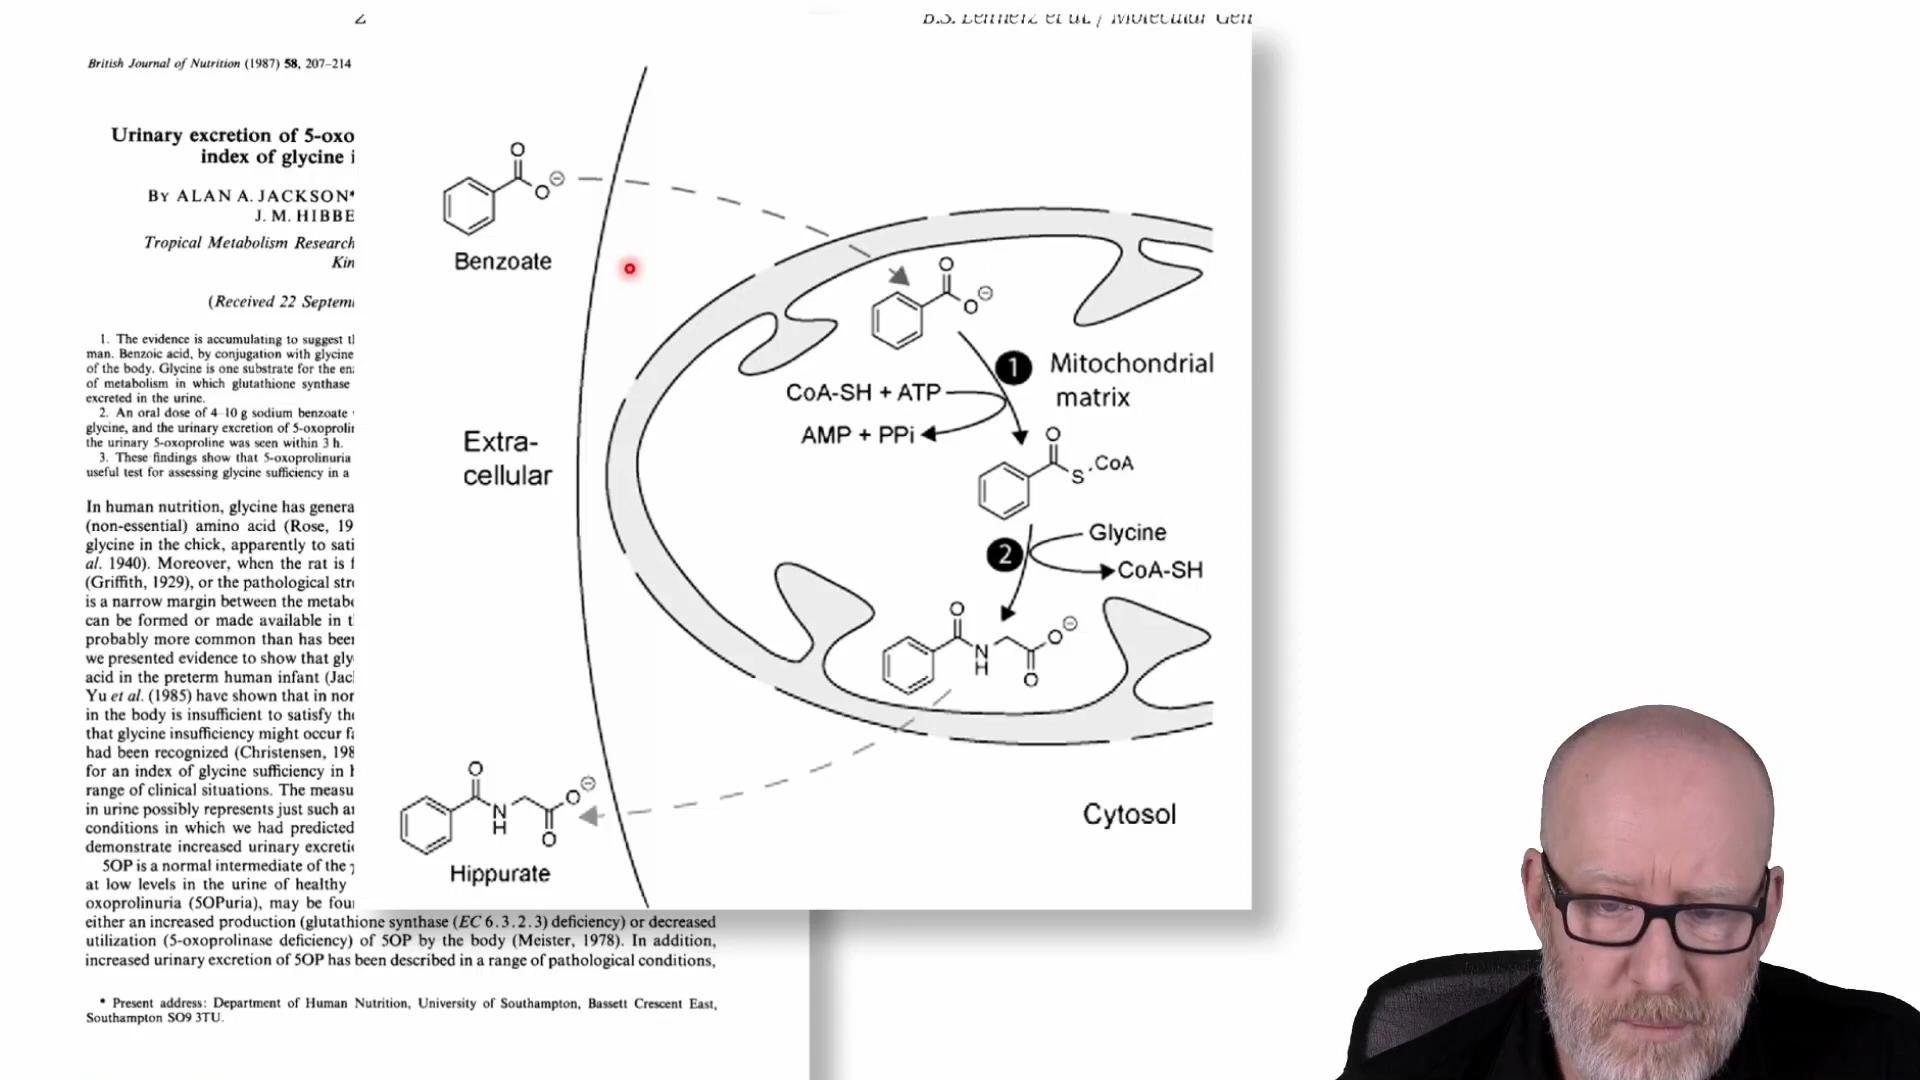 British Journal of Nutrition (1987) 58, 207–214
Urinary excretion of 5-oxo
index of glycine i
BY ALAN A. JACKSON*
J. M. HIBBE
Tropical Metabolism Research
Kin
(Received 22 Septem
1. The evidence is accumulating to suggest
man. Benzoic acid, by conjugation with glycine
of the body. Glycine is one substrate for the
of metabolism in which glutathione synthase
excreted in the urine.
2. An oral dose of 4–10 g sodium benzoate
glycine, and the urinary excretion of 5-oxoprolin
the urinary 5-oxoproline was seen within 3 h.
3. These findings show that 5-oxoprolinuria
useful test for assessing glycine sufficiency in a
In human nutrition, glycine has genera
(non-essential) amino acid (Rose, 19
glycine in the chick, apparently to sati
al. 1940). Moreover, when the rat is f
(Griffith, 1929), or the pathological stre
is a narrow margin between the metabo
can be formed or made available in t
probably more common than has been
we presented evidence to show that gly
acid in the preterm human infant (Jac
Yu et al. (1985) have shown that in nor
in the body is insufficient to satisfy the
that glycine insufficiency might occur fa
had been recognized (Christensen, 198
for an index of glycine sufficiency in h
range of clinical situations. The measu
in urine possibly represents just such an
conditions in which we had predicted
demonstrate increased urinary excretio
5OP is a normal intermediate of the
at low levels in the urine of healthy
oxoprolinuria (5OPuria), may be four
either an increased production (glutathione synthase (EC 6.3.2.3) deficiency) or decreased
utilization (5-oxoprolinase deficiency) of 5OP by the body (Meister, 1978). In addition,
increased urinary excretion of 5OP has been described in a range of pathological conditions,
* Present address: Department of Human Nutrition, University of Southampton, Bassett Crescent East,
Southampton SO9 3TU.
O
O ⊖
Benzoate
O
O ⊖
1
Mitochondrial
matrix
CoA-SH + ATP
AMP + PPi
O
S.CoA
Extra-
cellular
Glycine
2
CoA-SH
O
O ⊖
N
H
O
O
O ⊖
N
H
O
Hippurate
Cytosol